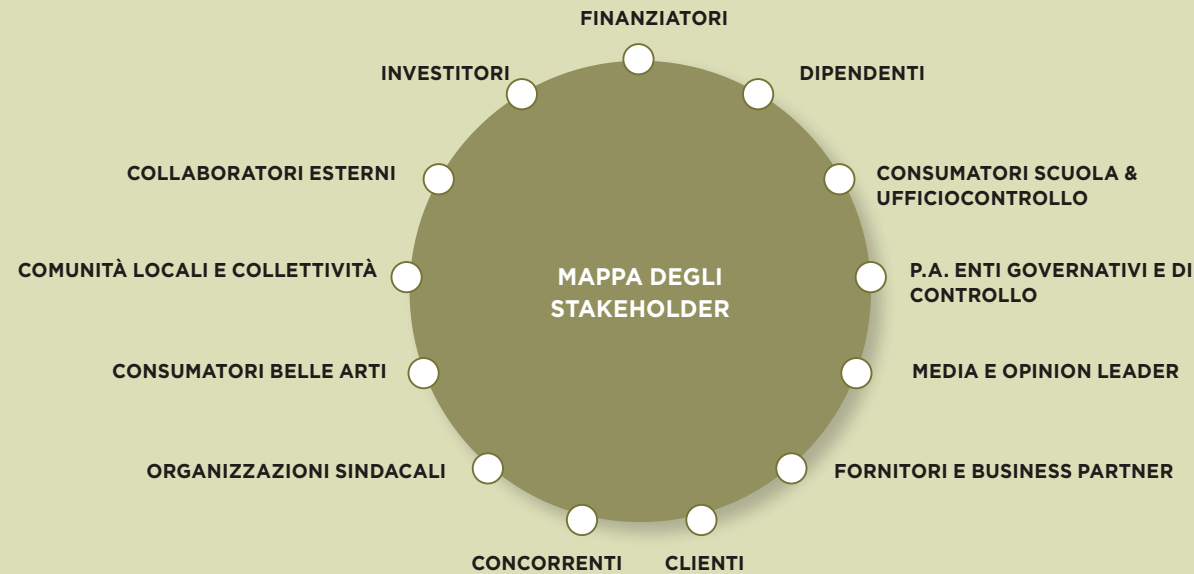 FINANZIATORI
INVESTITORI
DIPENDENTI
COLLABORATORI ESTERNI
CONSUMATORI SCUOLA &
UFFICIOCONTROLLO
COMUNITÀ LOCALI E COLLETTIVITÀ
MAPPA DEGLI
STAKEHOLDER
P.A. ENTI GOVERNATIVI E DI
CONTROLLO
CONSUMATORI BELLE ARTI
MEDIA E OPINION LEADER
ORGANIZZAZIONI SINDACALI
FORNITORI E BUSINESS PARTNER
CONCORRENTI
CLIENTI